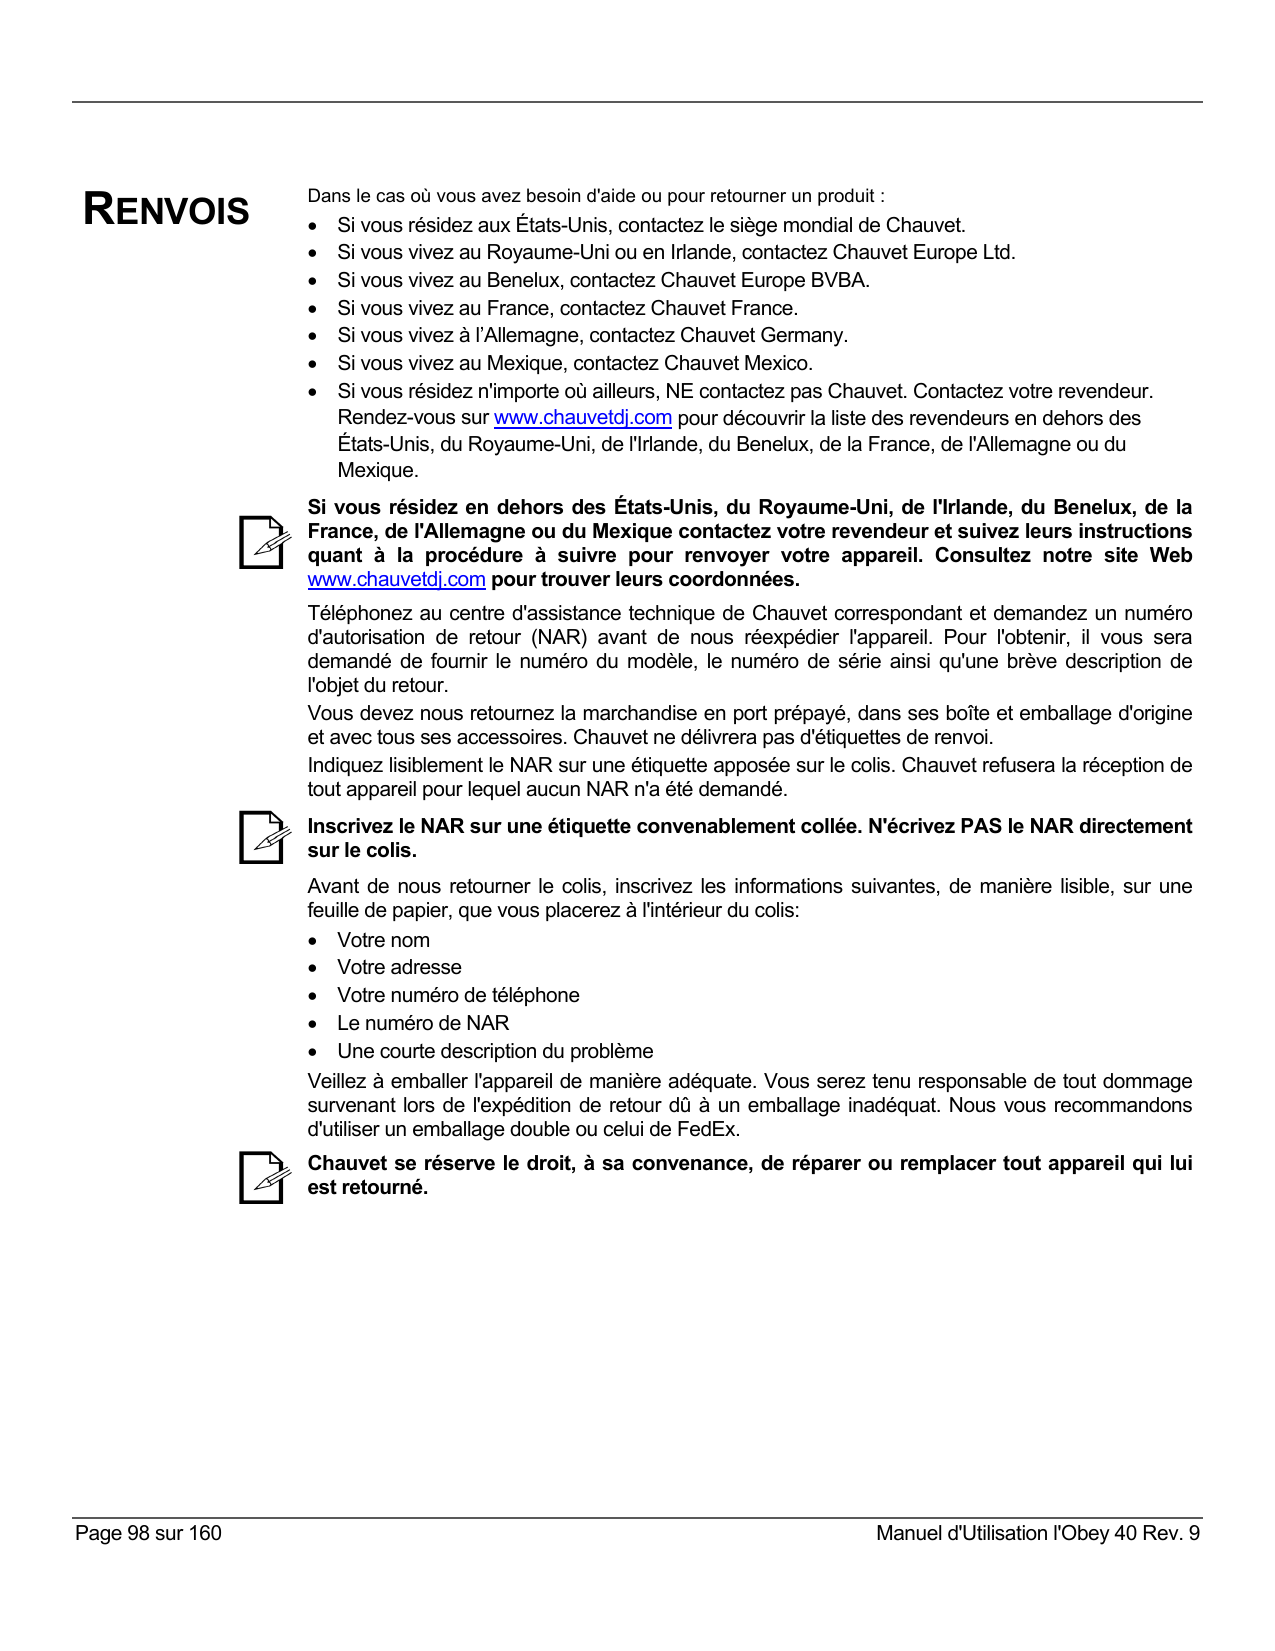 RENVOIS
Dans le cas où vous avez besoin d'aide ou pour retourner un produit :
• Si vous résidez aux États-Unis, contactez le siège mondial de Chauvet.
• Si vous vivez au Royaume-Uni ou en Irlande, contactez Chauvet Europe Ltd.
• Si vous vivez au Benelux, contactez Chauvet Europe BVBA.
• Si vous vivez au France, contactez Chauvet France.
• Si vous vivez à l’Allemagne, contactez Chauvet Germany.
• Si vous vivez au Mexique, contactez Chauvet Mexico.
• Si vous résidez n'importe où ailleurs, NE contactez pas Chauvet. Contactez votre revendeur.
Rendez-vous sur www.chauvetdj.com pour découvrir la liste des revendeurs en dehors des
États-Unis, du Royaume-Uni, de l'Irlande, du Benelux, de la France, de l'Allemagne ou du
Mexique.
Si vous résidez en dehors des États-Unis, du Royaume-Uni, de l'Irlande, du Benelux, de la
France, de l'Allemagne ou du Mexique contactez votre revendeur et suivez leurs instructions
quant à la procédure à suivre pour renvoyer votre appareil. Consultez notre site Web
www.chauvetdj.com pour trouver leurs coordonnées.
Téléphonez au centre d'assistance technique de Chauvet correspondant et demandez un numéro
d'autorisation de retour (NAR) avant de nous réexpédier l'appareil. Pour l'obtenir, il vous sera
demandé de fournir le numéro du modèle, le numéro de série ainsi qu'une brève description de
l'objet du retour.
Vous devez nous retournez la marchandise en port prépayé, dans ses boîte et emballage d'origine
et avec tous ses accessoires. Chauvet ne délivrera pas d'étiquettes de renvoi.
Indiquez lisiblement le NAR sur une étiquette apposée sur le colis. Chauvet refusera la réception de
tout appareil pour lequel aucun NAR n'a été demandé.
Inscrivez le NAR sur une étiquette convenablement collée. N'écrivez PAS le NAR directement
sur le colis.
Avant de nous retourner le colis, inscrivez les informations suivantes, de manière lisible, sur une
feuille de papier, que vous placerez à l'intérieur du colis:
• Votre nom
• Votre adresse
• Votre numéro de téléphone
• Le numéro de NAR
• Une courte description du problème
Veillez à emballer l'appareil de manière adéquate. Vous serez tenu responsable de tout dommage
survenant lors de l'expédition de retour dû à un emballage inadéquat. Nous vous recommandons
d'utiliser un emballage double ou celui de FedEx.
Chauvet se réserve le droit, à sa convenance, de réparer ou remplacer tout appareil qui lui
est retourné.
Page 98 sur 160
Manuel d'Utilisation l'Obey 40 Rev. 9